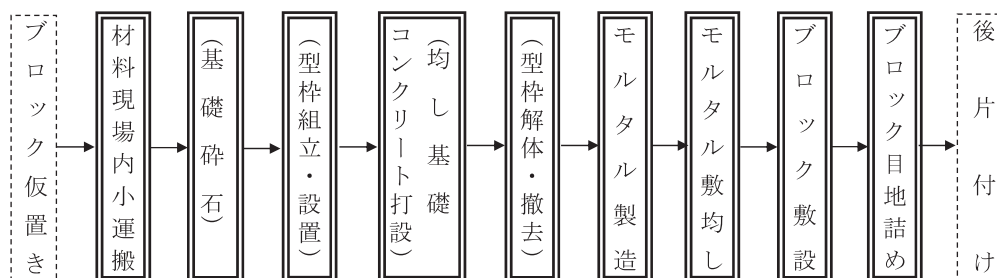 ブロック仮置き
材料現場内小運搬
(基礎砕石)
(型枠組立・設置)
(均し基礎
コンクリート打設)
(型枠解体・撤去)
モルタル製造
モルタル敷均し
ブロック敷設
ブロック目地詰め
後片付け